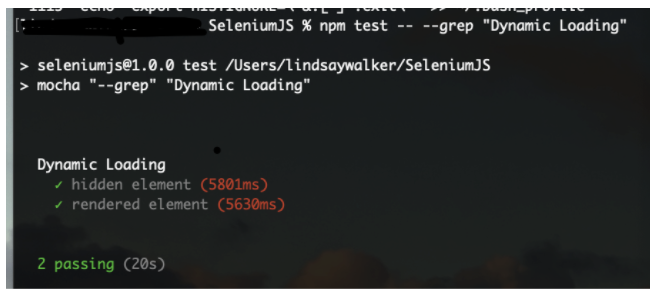 SeleniumJS % npm test -- --grep "Dynamic Loading"
> seleniumjs@1.0.0 test /Users/lindsaywalker/SeleniumJS
> mocha "--grep" "Dynamic Loading"
Dynamic Loading
✓ hidden element (5801ms)
✓ rendered element (5630ms)
2 passing (20s)